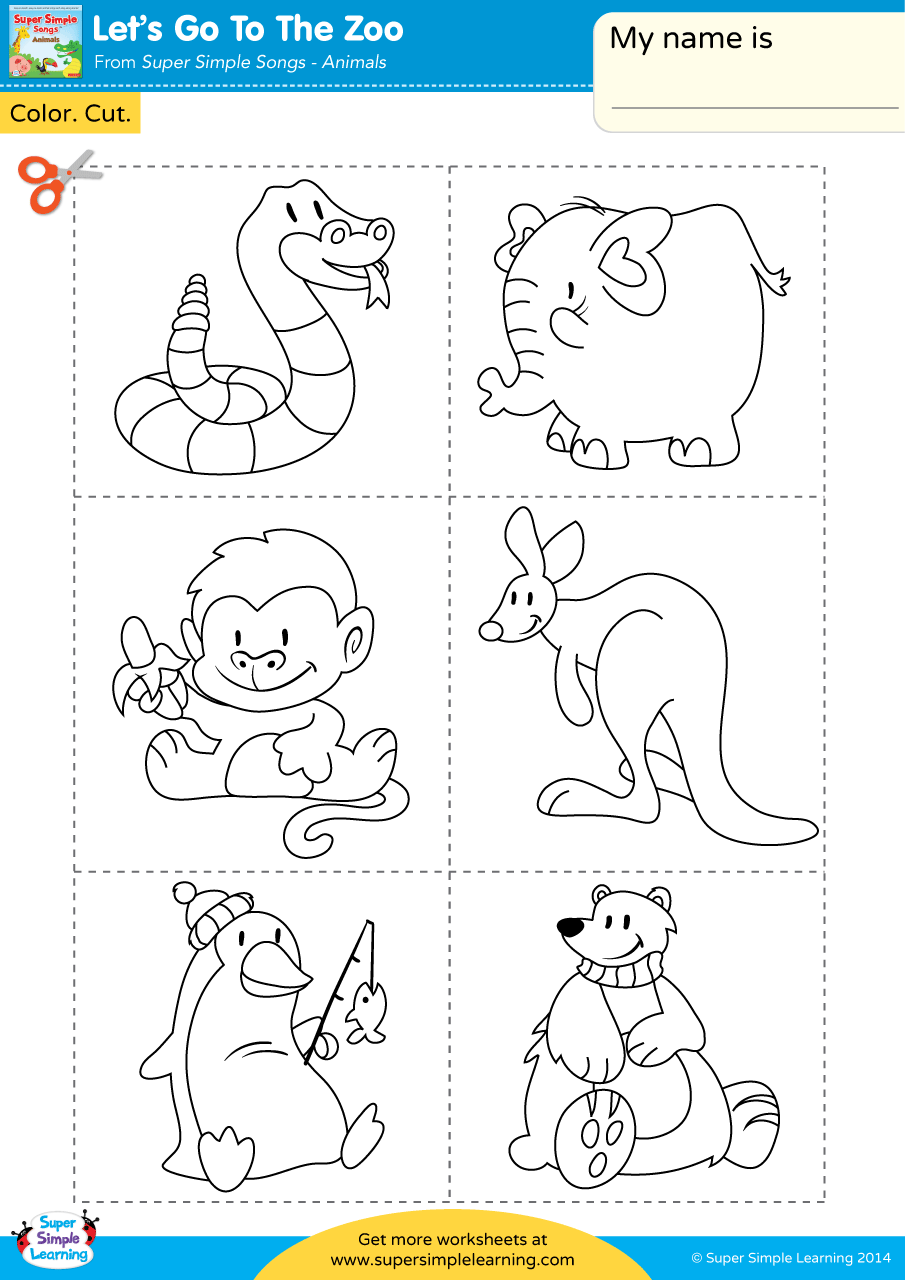 Super Simple
Songs
Animals
Let's Go To The Zoo
From Super Simple Songs - Animals
My name is
Color. Cut.
Super
Simple
Learning
Get more worksheets at
www.supersimplelearning.com
© Super Simple Learning 2014